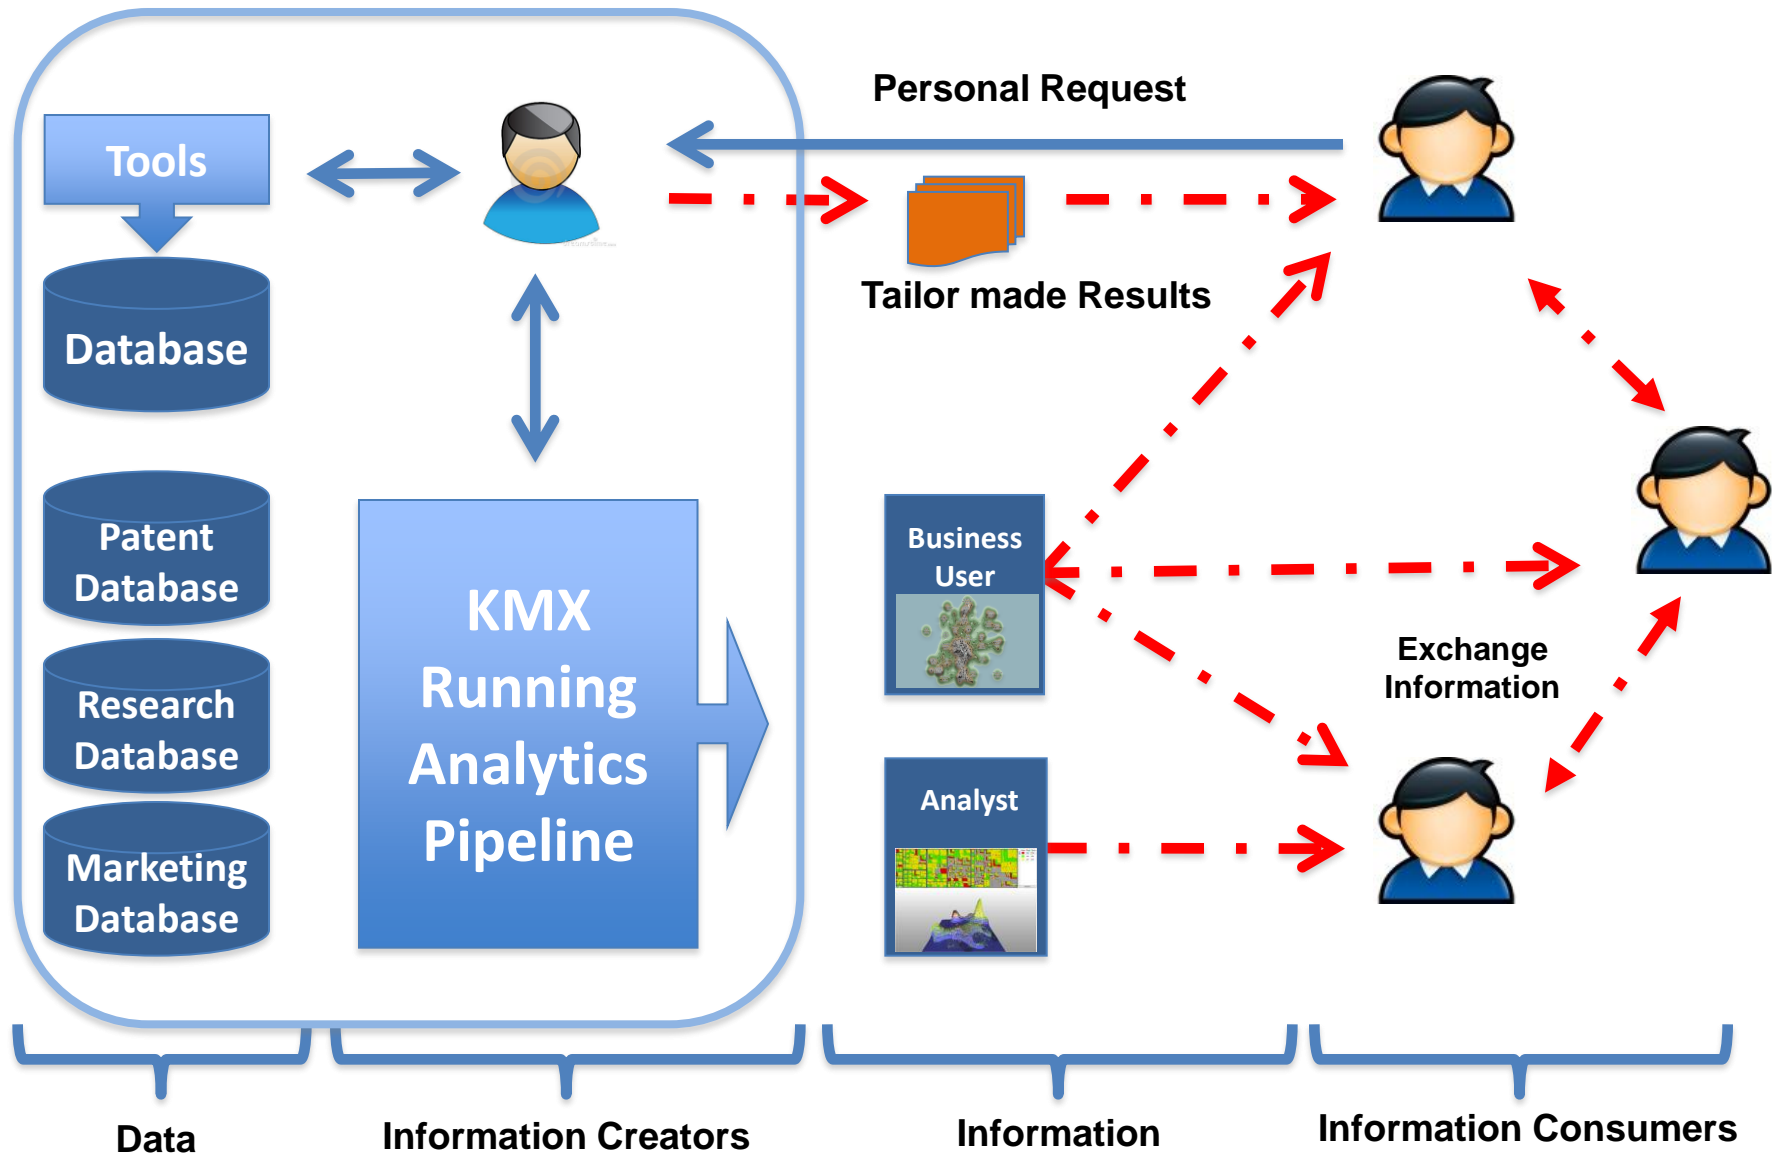 Personal Request
Tools
Tailor made Results
Database
Patent
Database
Research
Database
Marketing
Database
KMX
Running
Analytics
Pipeline
Business
User
Analyst
Exchange
Information
Data
Information Creators
Information
Information Consumers